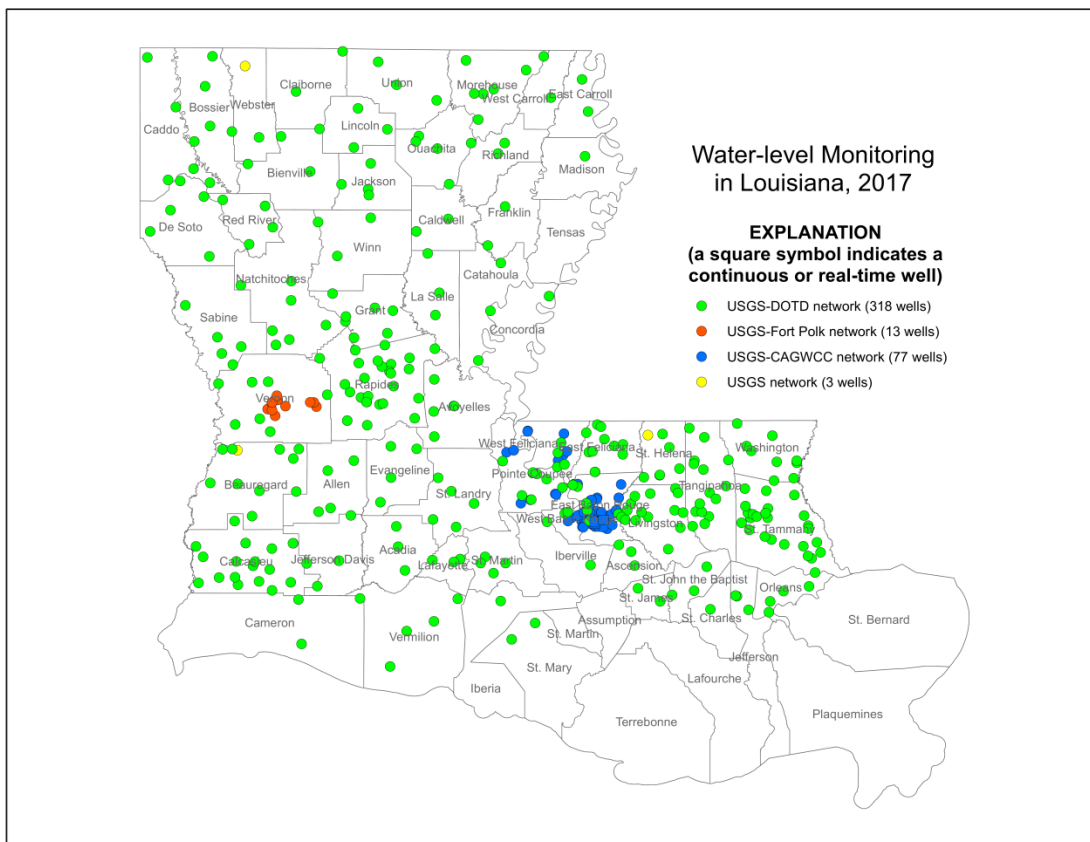 Water-level Monitoring
in Louisiana, 2017
EXPLANATION
(a square symbol indicates a
continuous or real-time well)
USGS-DOTD network (318 wells)
USGS-Fort Polk network (13 wells)
USGS-CAGWCC network (77 wells)
USGS network (3 wells)
Claiborne
Union
Morehouse
West Carroll
East Carroll
Bossier
Webster
Caddo
Lincoln
Ouachita
Richland
Madison
Bienville
Jackson
De Soto
Red River
Caldwell
Franklin
Tensas
Winn
Natchitoches
Catahoula
La Salle
Sabine
Grant
Concordia
Vernon
Rapides
Avoyelles
West Feliciana
East Feliciana
St. Helena
Washington
Beauregard
Allen
Evangeline
St. Landry
Pointe Coupee
Tangipahoa
East Baton Rouge
West Baton
Livingston
St. Tammany
Calcasieu
Jefferson Davis
Acadia
Lafayette
St. Martin
Iberville
Ascension
St. John the Baptist
Orleans
St. James
Cameron
Vermilion
Assumption
St. Martin
St. Charles
St. Bernard
St. Mary
Iberia
Jefferson
Lafourche
Terrebonne
Plaquemines